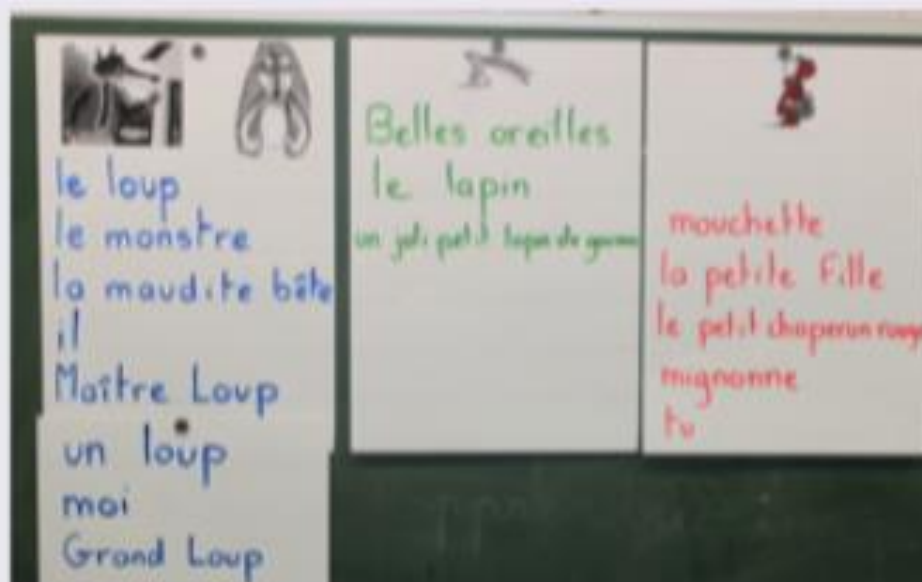 le loup
le monstre
la maudite bête
il
Maître Loup
un loup
moi
Grand Loup
Belles oreilles
le lapin
un joli petit lapin de garenne
mouchette
la petite fille
le petit chaperon rouge
mignonne
tu